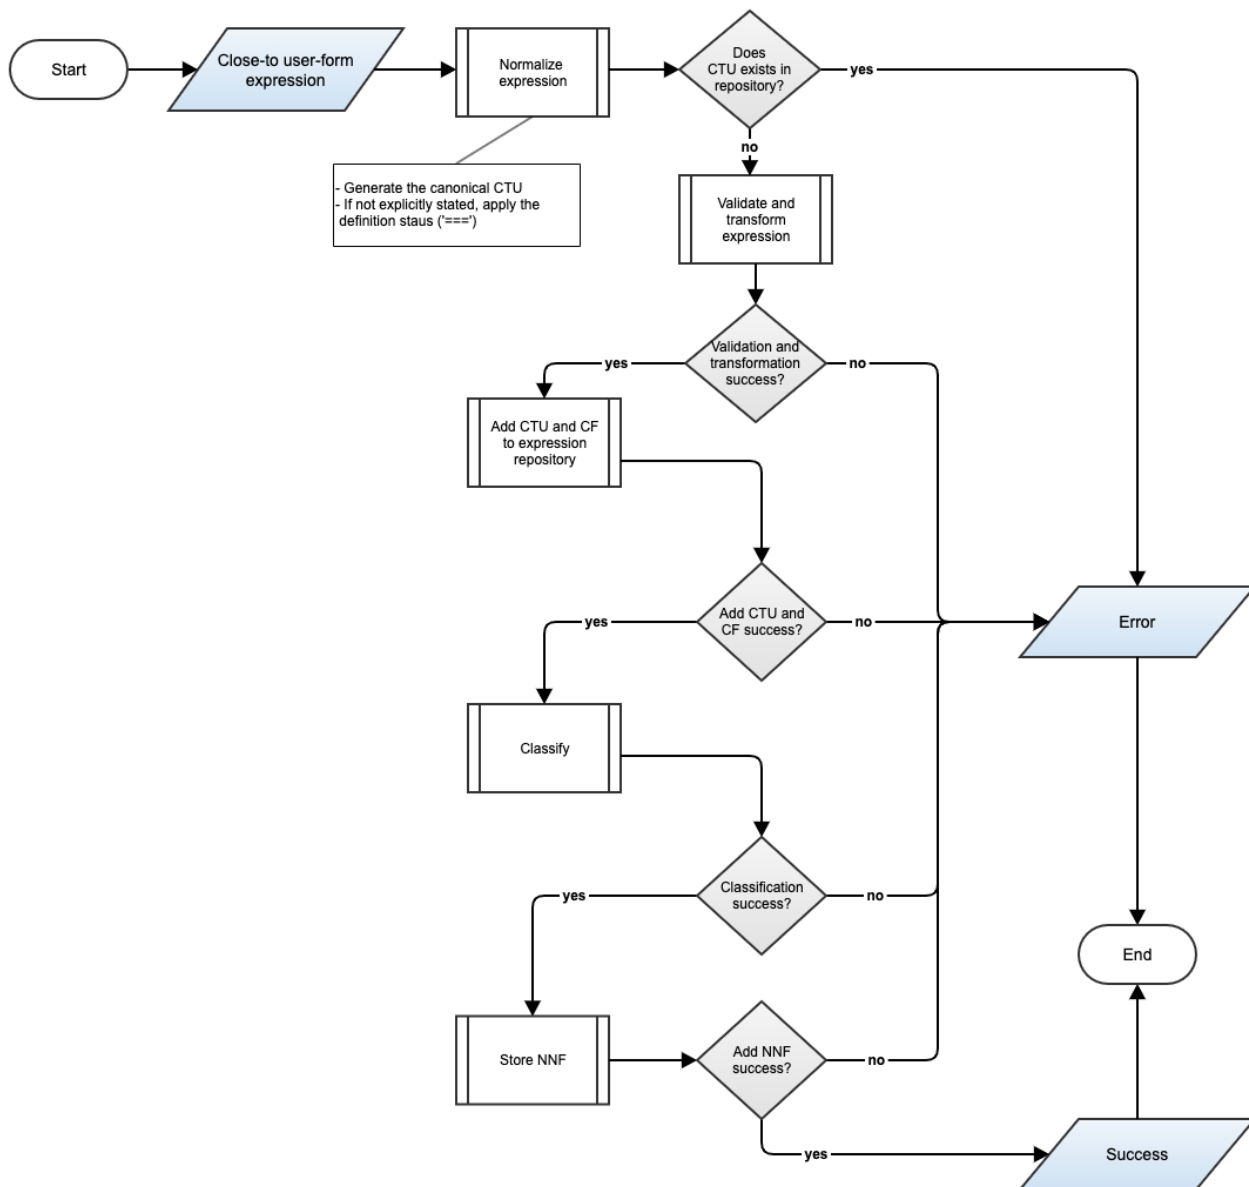 Start
Close-to user-form
expression
Normalize
expression
Does
CTU exists in
repository?
yes
no
- Generate the canonical CTU
- If not explicitly stated, apply the
definition staus ('===')
Validate and
transform
expression
Validation and
transformation
success?
yes
no
Add CTU and CF
to expression
repository
Add CTU and
CF success?
yes
no
Error
Classify
Classification
success?
yes
no
End
Store NNF
Add NNF
success?
no
yes
Success